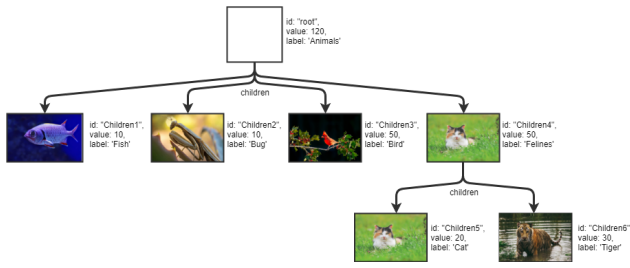 id: "root",
value: 120,
label: 'Animals'
children
id: "Children1",
value: 10,
label: 'Fish'
id: "Children2",
value: 10,
label: 'Bug'
id: "Children3",
value: 50,
label: 'Bird'
id: "Children4",
value: 50,
label: 'Felines'
children
id: "Children5",
value: 20,
label: 'Cat'
id: "Children6"
value: 30,
label: 'Tiger'